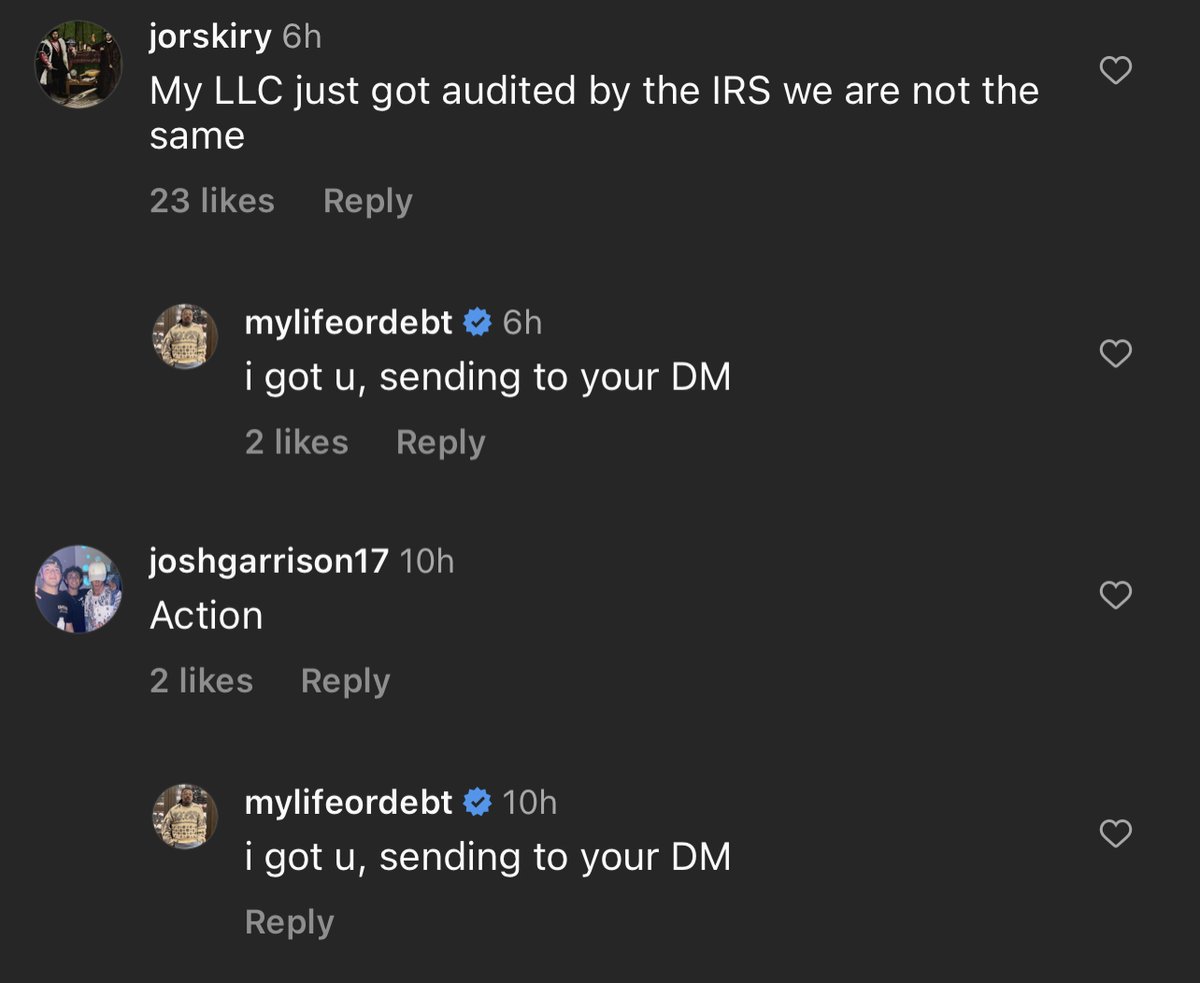 jorskiry 6h
My LLC just got audited by the IRS we are not the
same
23 likes Reply
mylifeordebt 6h
i got u, sending to your DM
2 likes Reply
joshgarrison17 10h
Action
2 likes Reply
mylifeordebt 10h
i got u, sending to your DM
Reply